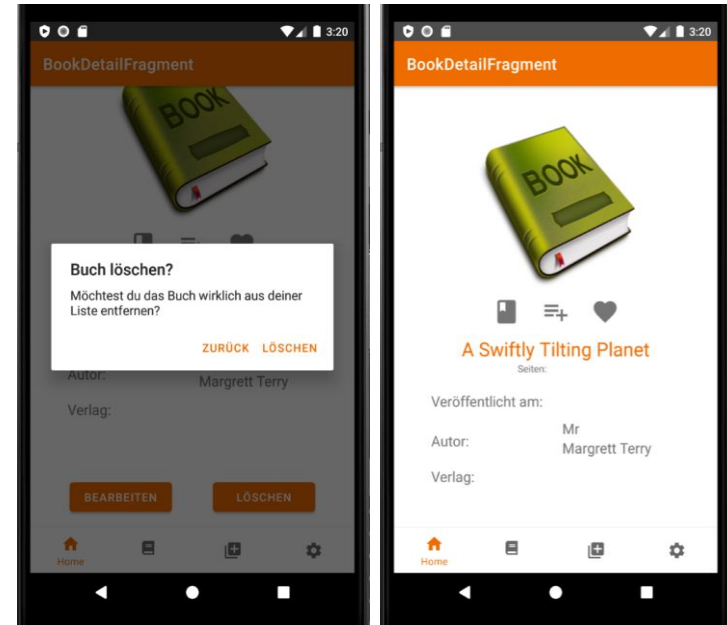 3:20
BookDetailFragment
BOOK
Buch löschen?
Möchtest du das Buch wirklich aus deiner
Liste entfernen?
ZURÜCK LÖSCHEN
Autor:
Margrett Terry
Verlag:
BEARBEITEN LÖSCHEN
Home
3:20
BookDetailFragment
BOOK
A Swiftly Tilting Planet
Seiten:
Veröffentlicht am:
Mr
Autor:
Margrett Terry
Verlag:
Home